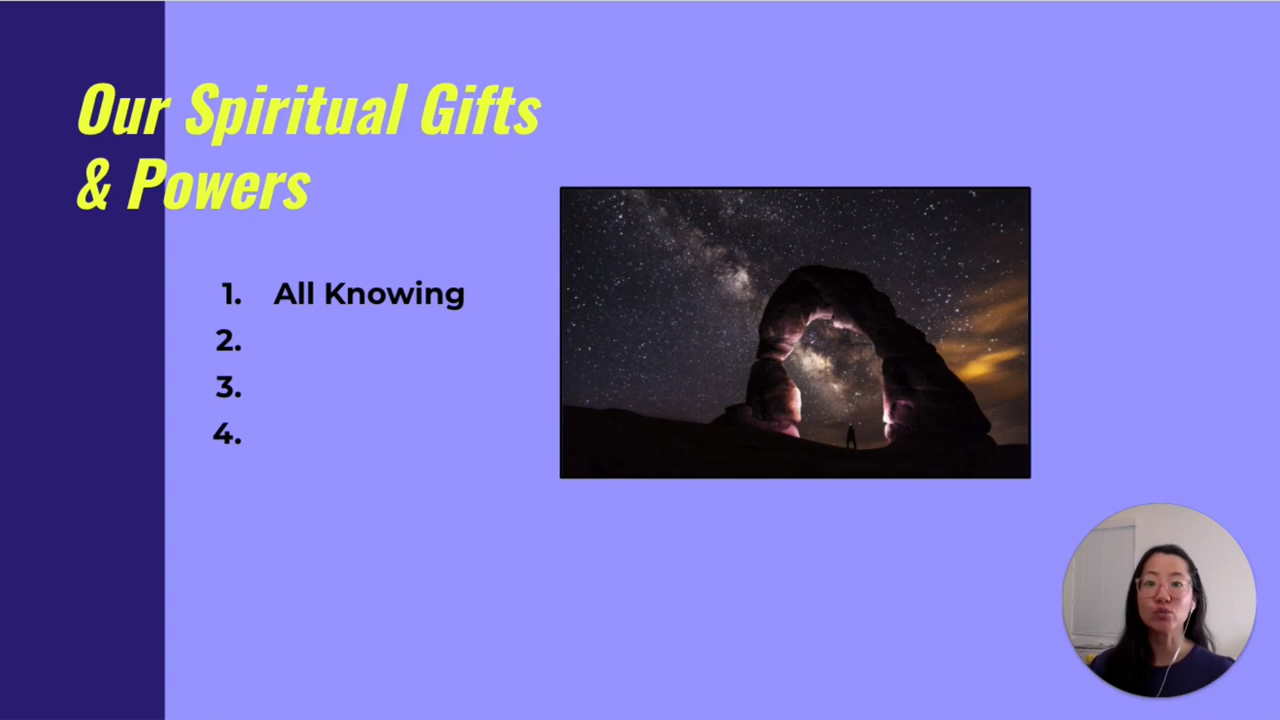 Our Spiritual Gifts
& Powers
1. All Knowing
2.
3.
4.